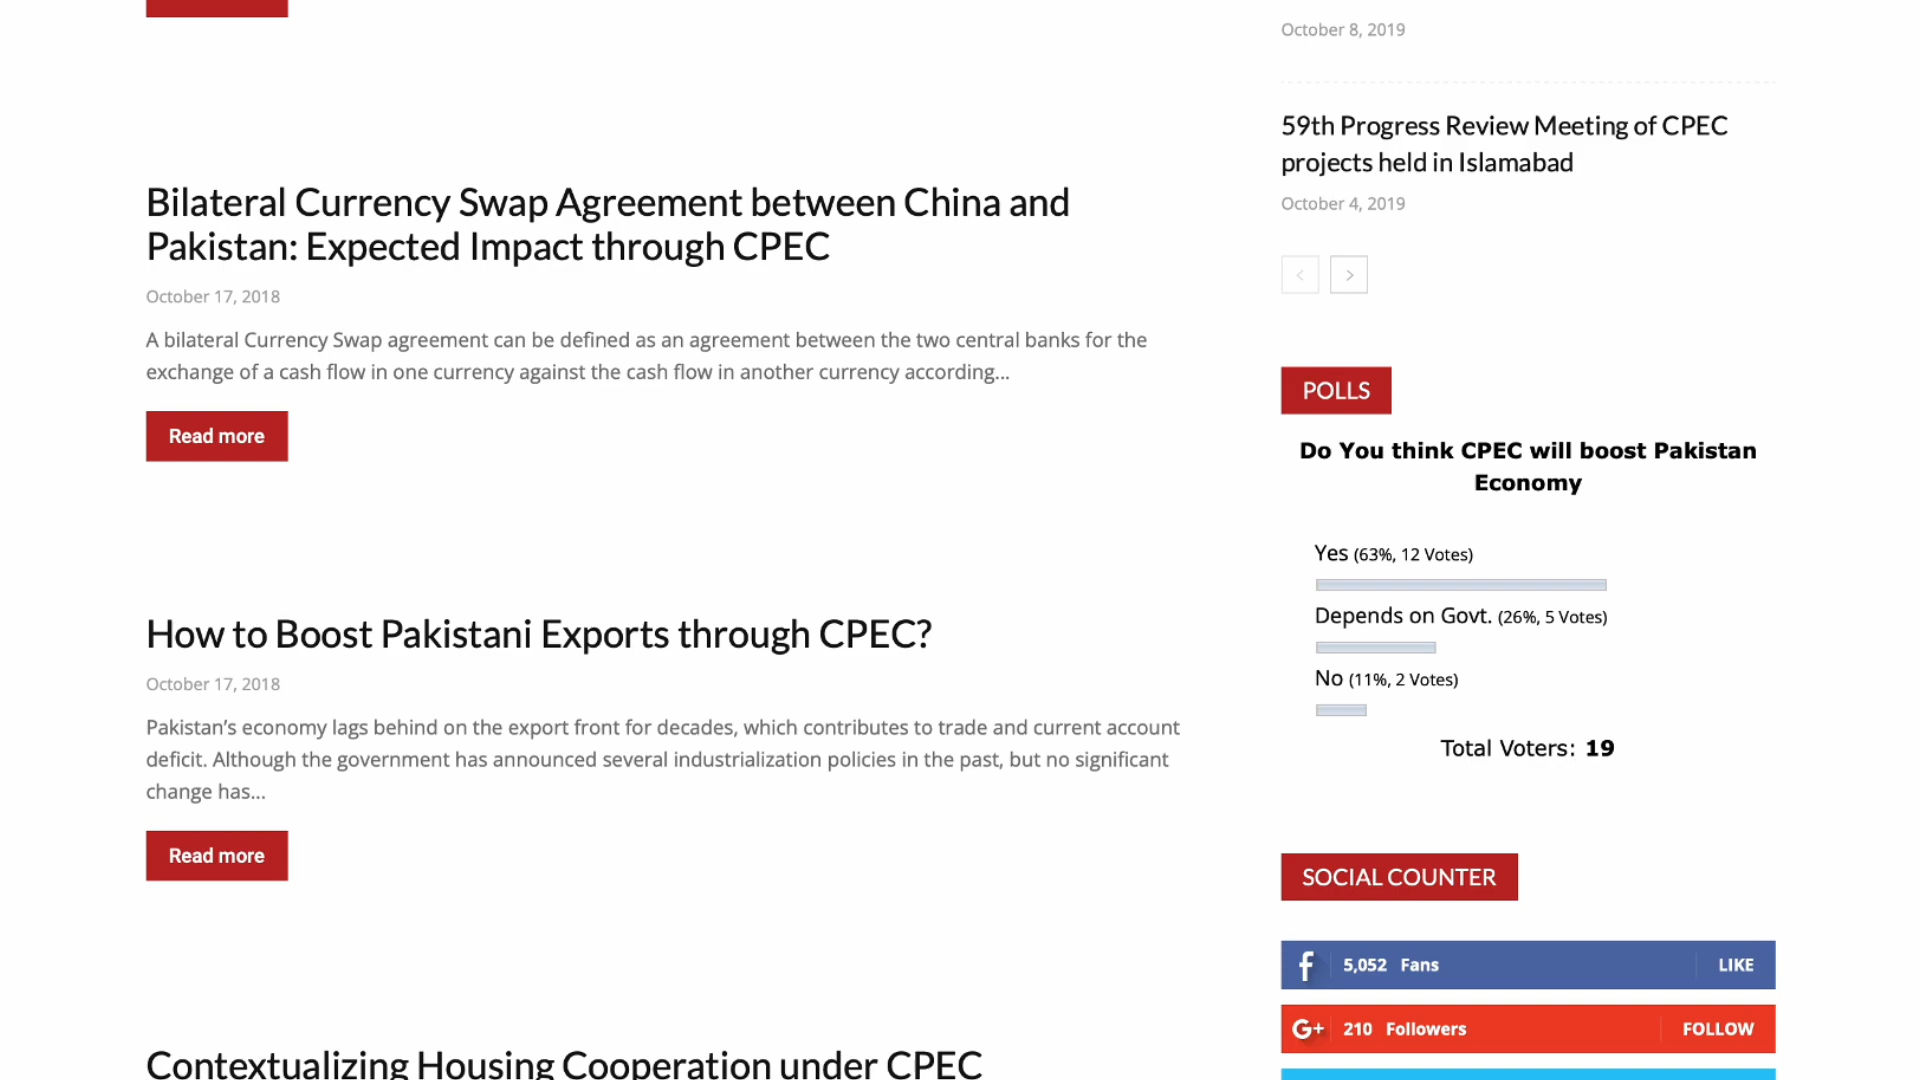 Bilateral Currency Swap Agreement between China and
Pakistan: Expected Impact through CPEC
October 17, 2018
A bilateral Currency Swap agreement can be defined as an agreement between the two central banks for the
exchange of a cash flow in one currency against the cash flow in another currency according...
Read more
How to Boost Pakistani Exports through CPEC?
October 17, 2018
Pakistan’s economy lags behind on the export front for decades, which contributes to trade and current account
deficit. Although the government has announced several industrialization policies in the past, but no significant
change has...
Read more
Contextualizing Housing Cooperation under CPEC
October 8, 2019
59th Progress Review Meeting of CPEC
projects held in Islamabad
October 4, 2019
POLLS
Do You think CPEC will boost Pakistan
Economy
Yes (63%, 12 Votes)
Depends on Govt. (26%, 5 Votes)
No (11%, 2 Votes)
Total Voters: 19
SOCIAL COUNTER
5,052 Fans LIKE
G+ 210 Followers FOLLOW